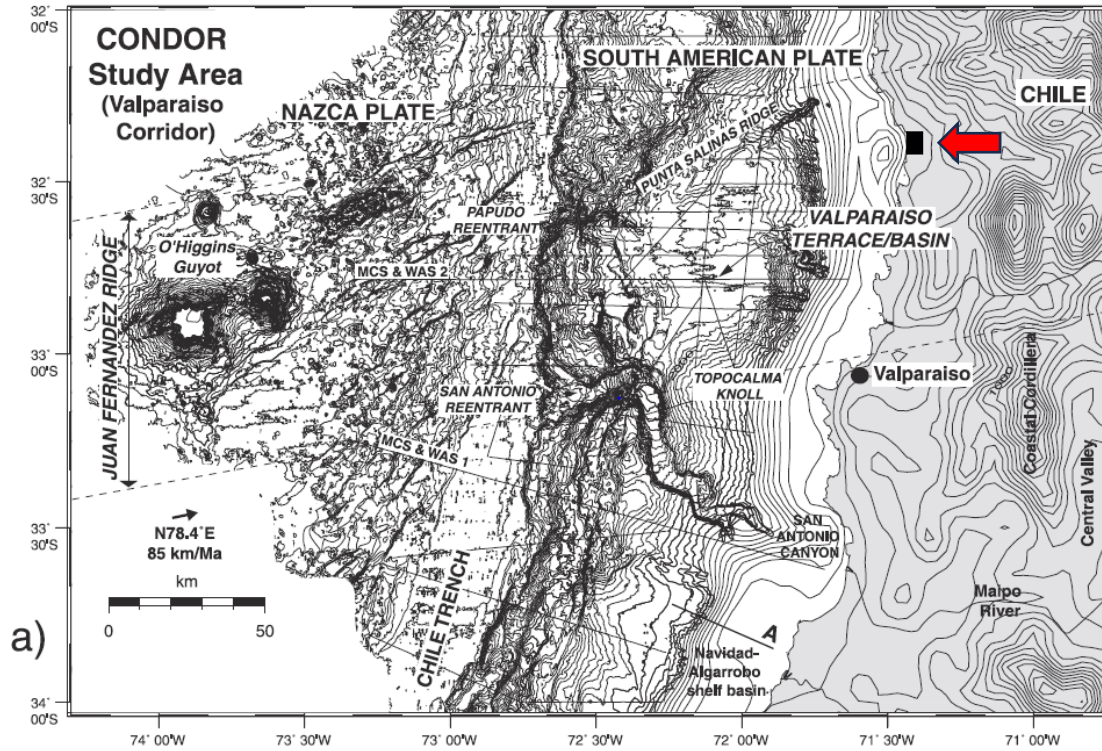 32°
00'S
CONDOR
Study Area
(Valparaiso
Corridor)
SOUTH AMERICAN PLATE
NAZCA PLATE
CHILE
PUNTA SALINAS RIDGE
32°
30'S
PAPUDO
REENTRANT
VALPARAISO
TERRACE/BASIN
O'Higgins
Guyot
MCS & WAS 2
JUAN FERNANDEZ RIDGE
33°
00'S
SAN ANTONIO
REENTRANT
TOPOCALMA
KNOLL
Valparaiso
Coastal Cordillera
Central Valley
MCS & WAS 1
N78.4°E
85 km/Ma
33°
30'S
SAN
ANTONIO
CANYON
km
0 50
Maipo
River
a)
CHILE TRENCH
A
Navidad-
Algarrobo
shelf basin
34°
00'S
74° 00'W 73° 30'W 73° 00'W 72° 30'W 72° 00'W 71° 30'W 71° 00'W